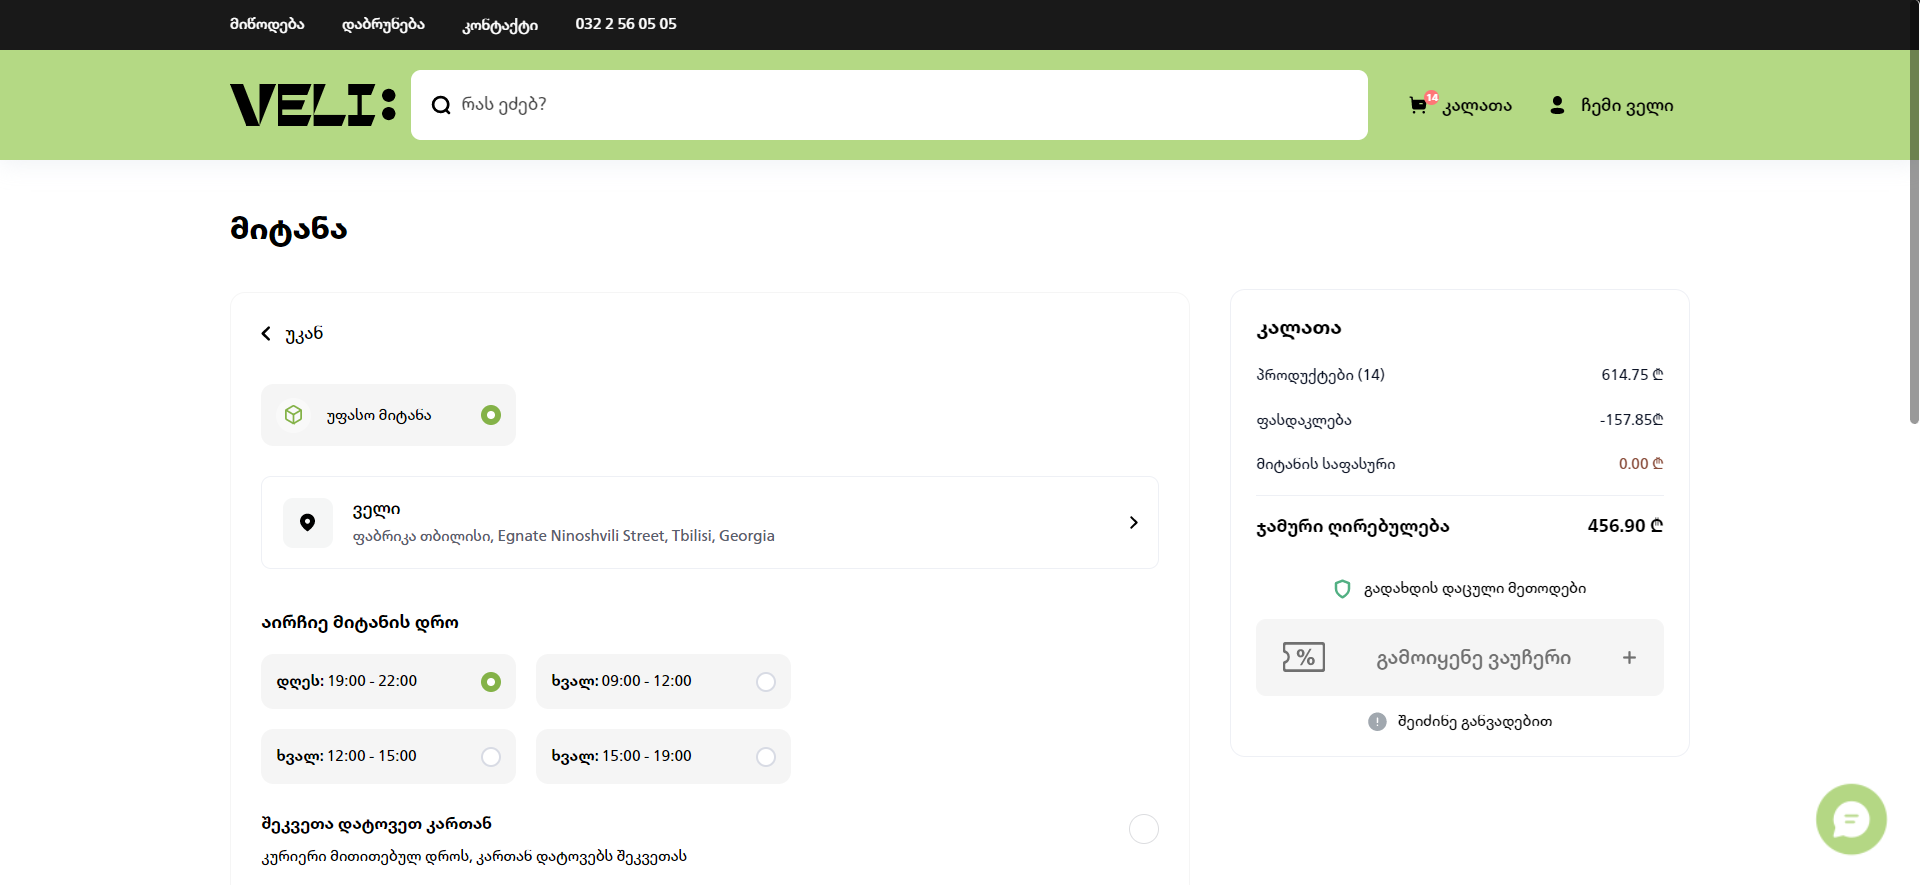 მიწოდება დაბრუნება კონტაქტი 032 2 56 05 05
VELI: რას ეძებ? 14 კალათა ჩემი ველი
მიტანა
უკან
უფასო მიტანა
ველი
ფაბრიკა თბილისი, Egnate Ninoshvili Street, Tbilisi, Georgia
აირჩიე მიტანის დრო
დღეს: 19:00 - 22:00
ხვალ: 09:00 - 12:00
ხვალ: 12:00 - 15:00
ხვალ: 15:00 - 19:00
შეკვეთა დატოვეთ კართან
კურიერი მითითებულ დროს, კართან დატოვებს შეკვეთას
კალათა
პროდუქტები (14) 614.75 ₾
ფასდაკლება -157.85₾
მიტანის საფასური 0.00 ₾
ჯამური ღირებულება 456.90 ₾
გადახდის დაცული მეთოდები
% გამოიყენე ვაუჩერი +
შეიძინე განვადებით